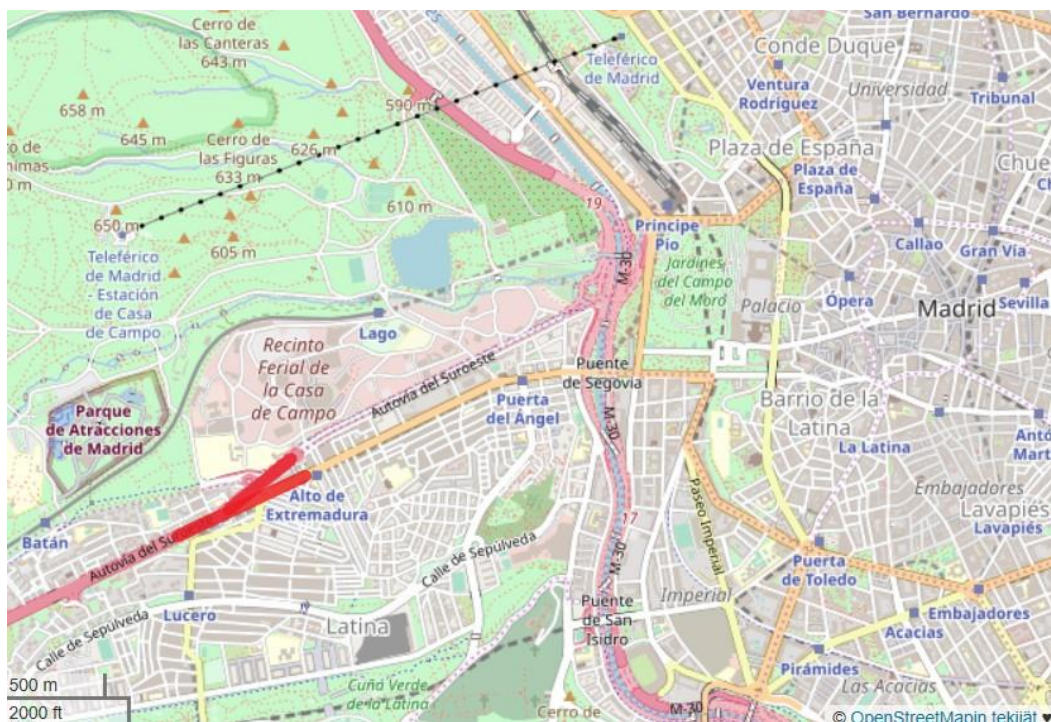 San Bernardo
Cerro de
las Canteras
643 m
Conde Duque
Teleférico
de Madrid
Ventura
Rodríguez
Universidad
Tribunal
658 m
590 m
645 m
Cerro de
las Figuras
633 m
626 m
Plaza de España
Chue
Plaza de
España
650 m
610 m
19
Príncipe
Pío
605 m
Callao
Gran Vía
Teleférico
de Madrid
- Estación
de Casa
de Campo
M-30
Jardines
del Campo
del Moro
Palacio
Ópera
Madrid
Sevilla
Lago
Recinto
Ferial de
la Casa
de Campo
Autovía del Suroeste
Puente
de Segovia
Puerta
del Ángel
Barrio de la
Latina
Parque
de Atracciones
de Madrid
M-30
La Latina
Antó
Mart
Alto de
Extremadura
Embajadores
Lavapiés
Lavapiés
Paseo Imperial
17
Batán
Autovía del Su
Calle de Sepúlveda
M-30
Puerta
de Toledo
Lucero
Puente
de San
Isidro
Imperial
Embajadores
Acacias
Calle de Sepúlveda
Latina
Pirámides
500 m
2000 ft
Cuña Verde
de la Latina
Las Acacias
Cerro de
M-30
© OpenStreetMapin tekijät